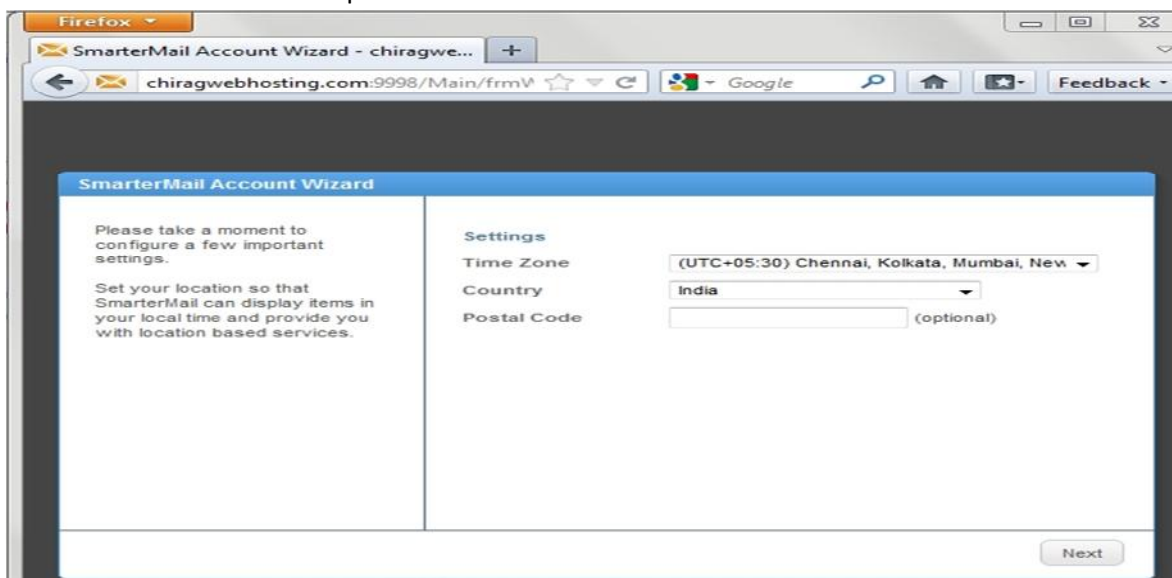 Firefox
SmarterMail Account Wizard - chiragwe...
chiragwebhosting.com:9998/Main/frmW
Google
Feedback
SmarterMail Account Wizard
Please take a moment to
configure a few important
settings.
Set your location so that
SmarterMail can display items in
your local time and provide you
with location based services.
Settings
Time Zone (UTC+05:30) Chennai, Kolkata, Mumbai, New
Country India
Postal Code (optional)
Next